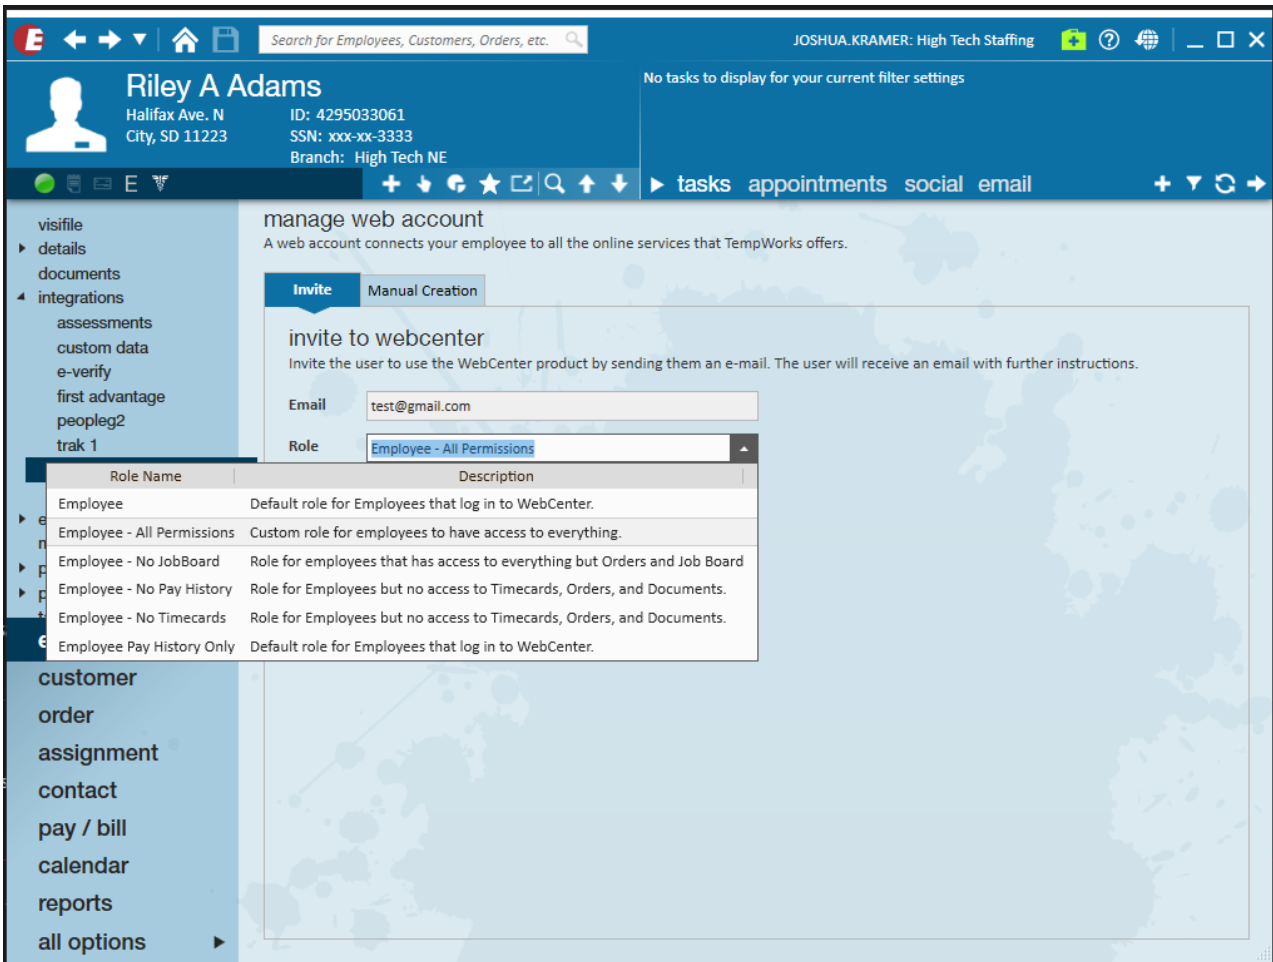 E
Search for Employees, Customers, Orders, etc.
JOSHUA.KRAMER: High Tech Staffing
Riley A Adams
Halifax Ave. N
City, SD 11223
ID: 4295033061
SSN: xxx-xx-3333
Branch: High Tech NE
No tasks to display for your current filter settings
E
tasks appointments social email
visifile
details
documents
integrations
assessments
custom data
e-verify
first advantage
peopleg2
trak 1
customer
order
assignment
contact
pay / bill
calendar
reports
all options
manage web account
A web account connects your employee to all the online services that TempWorks offers.
Invite
Manual Creation
invite to webcenter
Invite the user to use the WebCenter product by sending them an e-mail. The user will receive an email with further instructions.
Email test@gmail.com
Role Employee - All Permissions
Role Name Description
Employee Default role for Employees that log in to WebCenter.
Employee - All Permissions Custom role for employees to have access to everything.
Employee - No JobBoard Role for employees that has access to everything but Orders and Job Board
Employee - No Pay History Role for Employees but no access to Timecards, Orders, and Documents.
Employee - No Timecards Role for Employees but no access to Timecards, Orders, and Documents.
Employee Pay History Only Default role for Employees that log in to WebCenter.